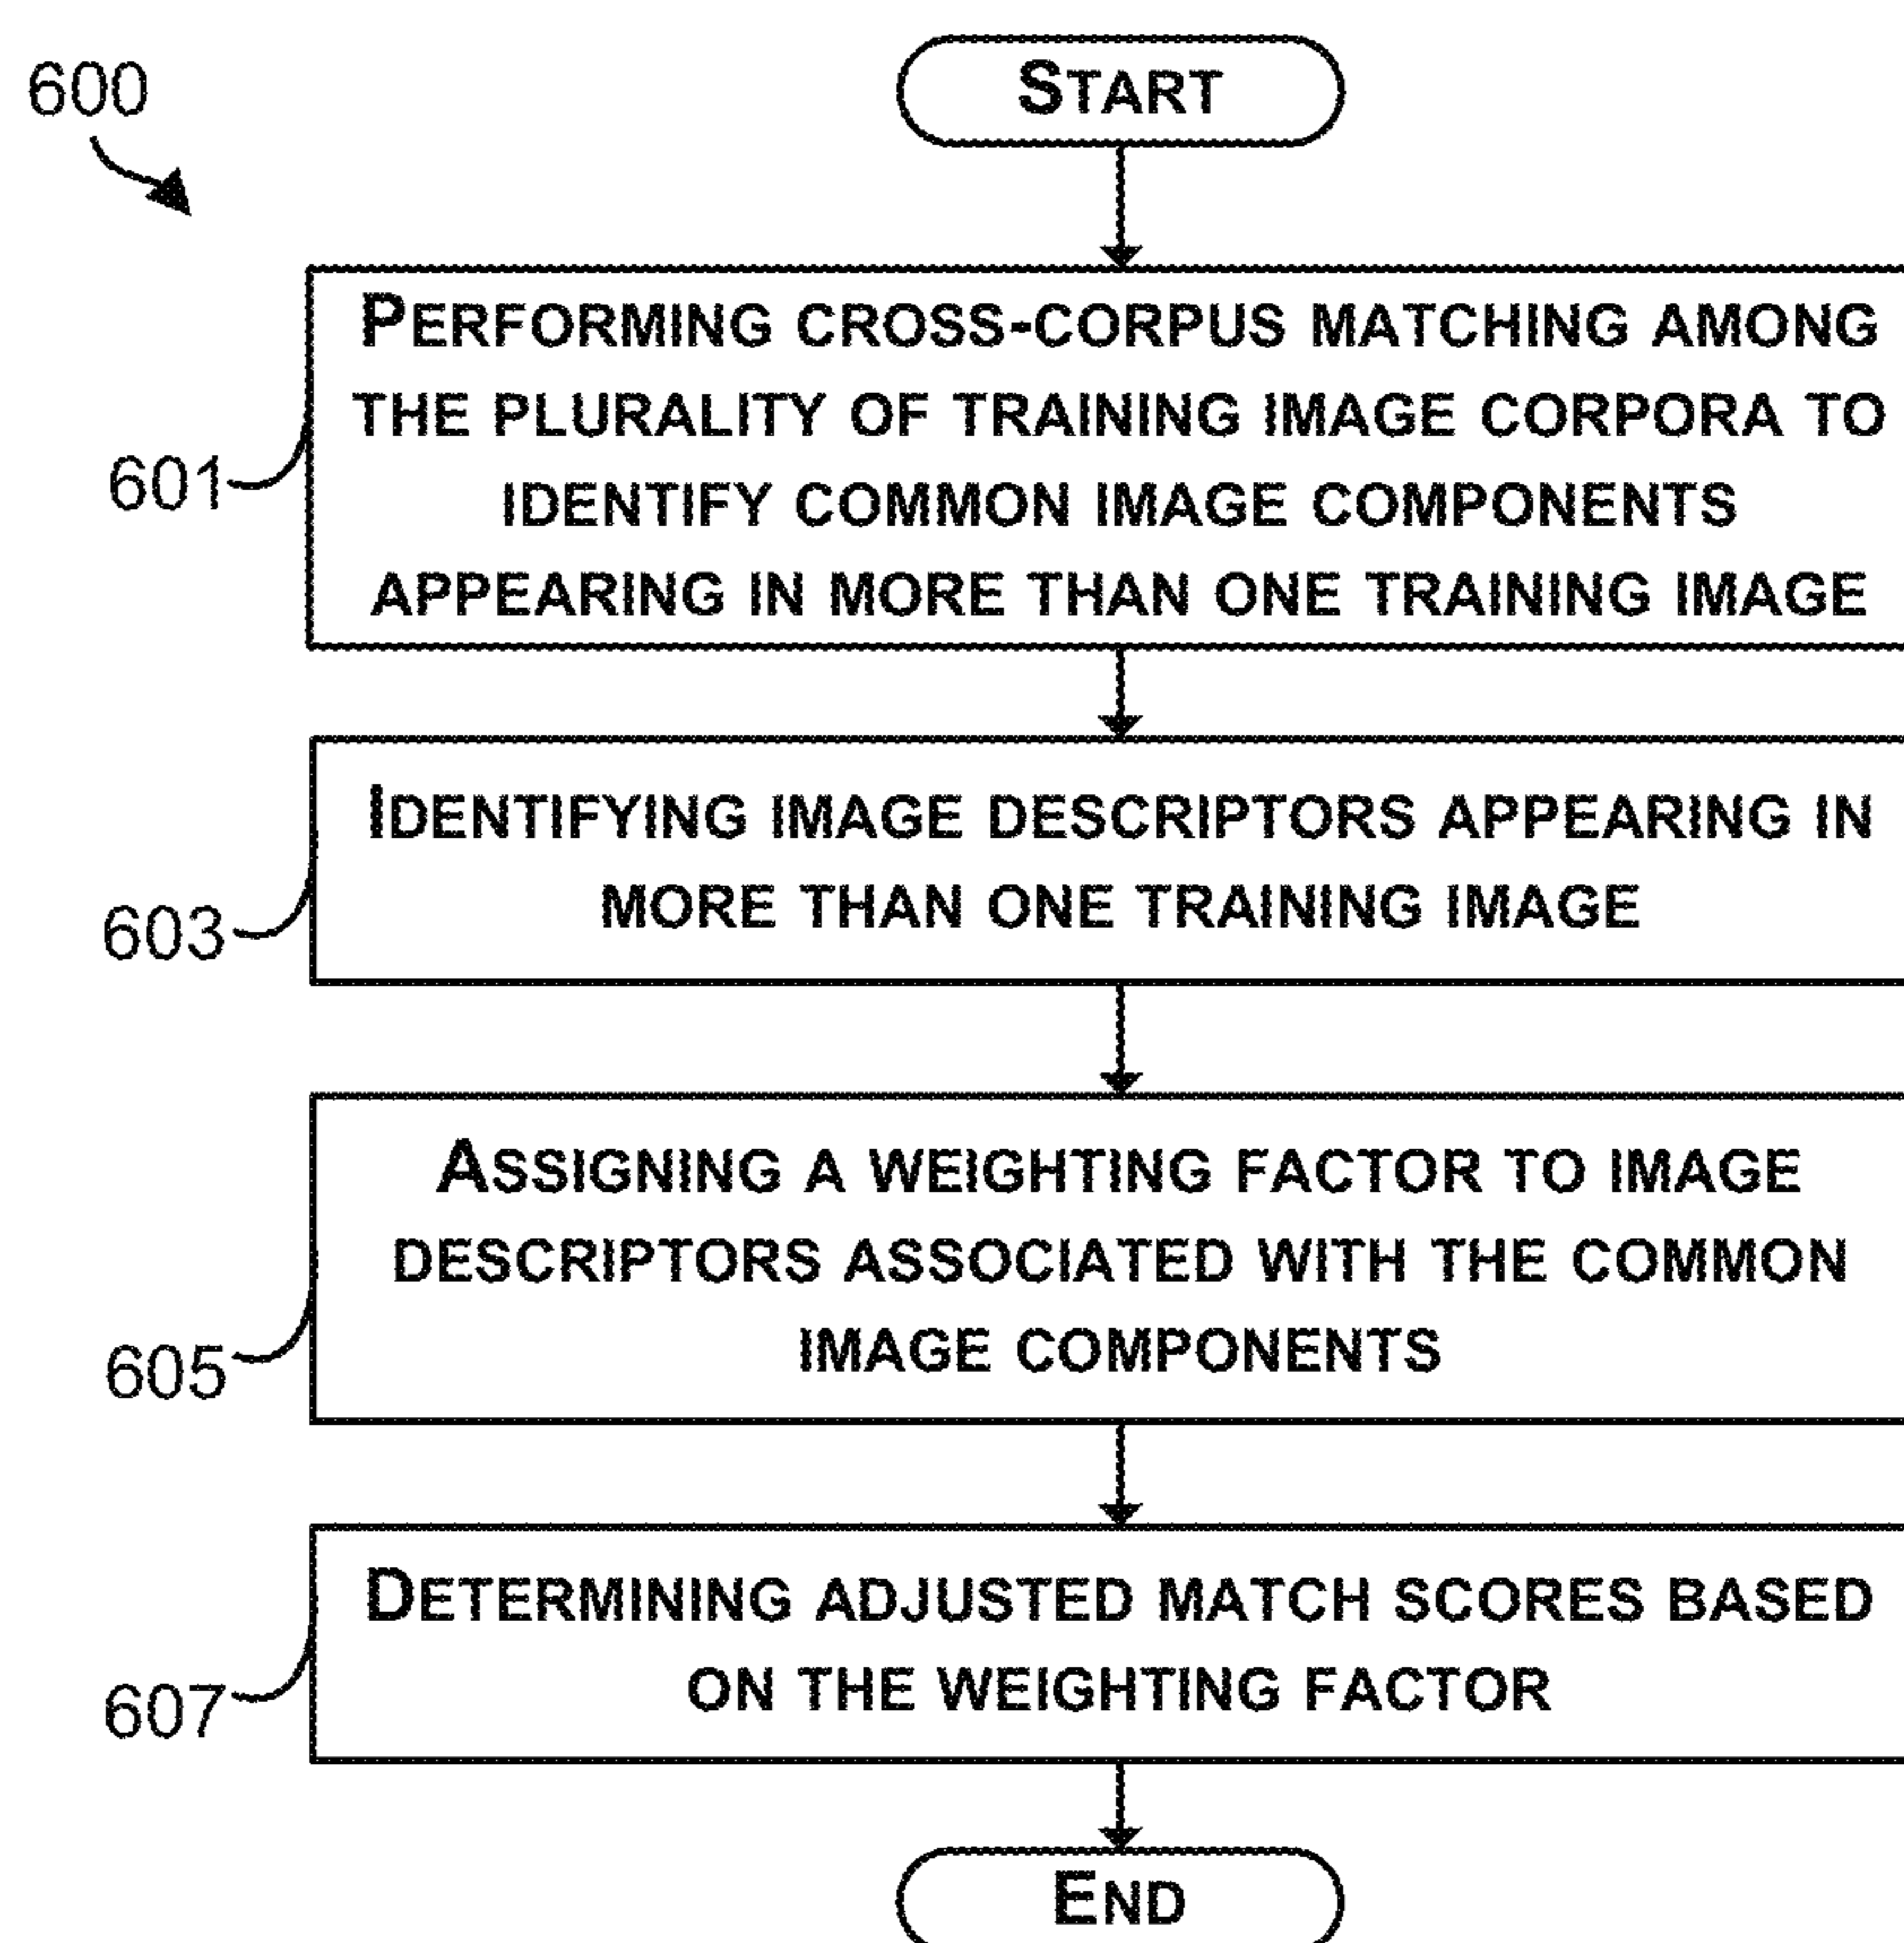 600
START
PERFORMING CROSS-CORPUS MATCHING AMONG
THE PLURALITY OF TRAINING IMAGE CORPORA TO
IDENTIFY COMMON IMAGE COMPONENTS
APPEARING IN MORE THAN ONE TRAINING IMAGE
601
IDENTIFYING IMAGE DESCRIPTORS APPEARING IN
MORE THAN ONE TRAINING IMAGE
603
ASSIGNING A WEIGHTING FACTOR TO IMAGE
DESCRIPTORS ASSOCIATED WITH THE COMMON
IMAGE COMPONENTS
605
DETERMINING ADJUSTED MATCH SCORES BASED
ON THE WEIGHTING FACTOR
607
END